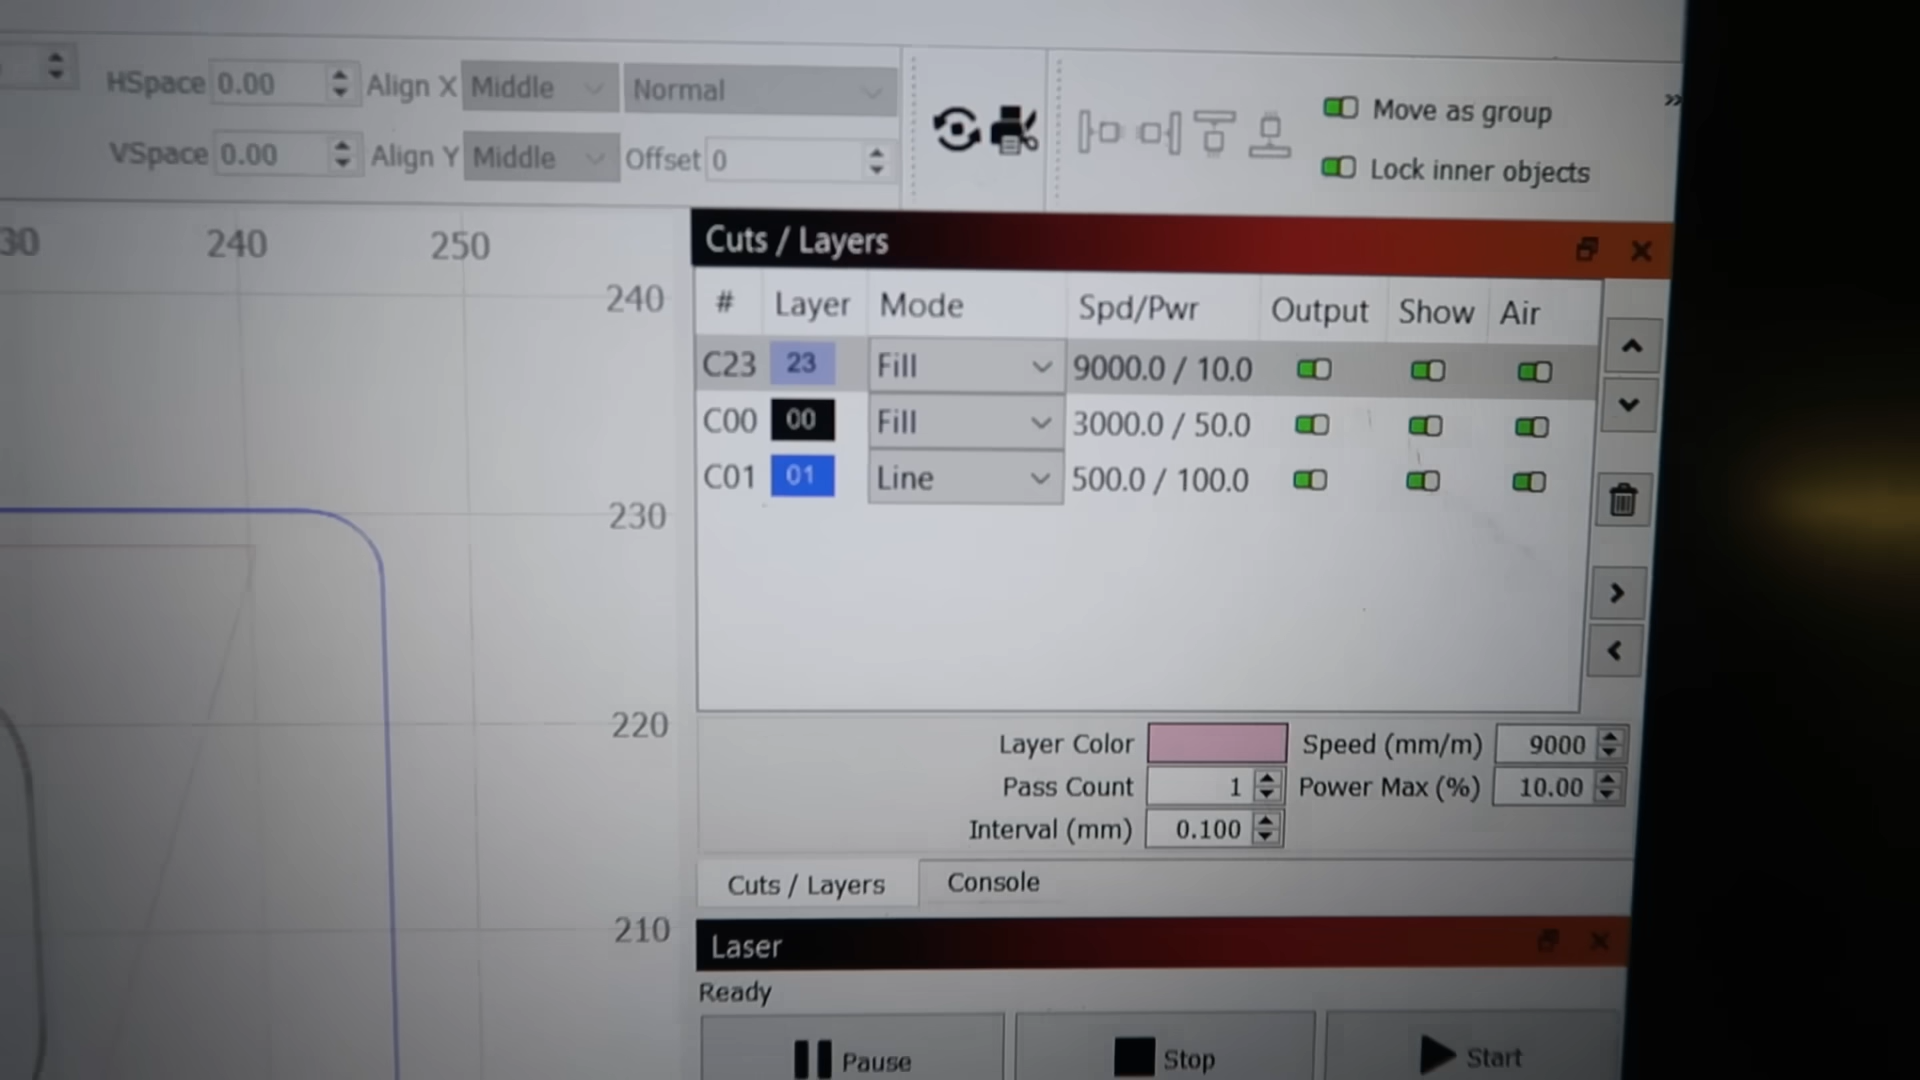 HSpace 0.00 Align X Middle Normal
VSpace 0.00 Align Y Middle Offset 0
Move as group
Lock inner objects
30 240 250
240
230
220
210
Cuts / Layers
# Layer Mode Spd/Pwr Output Show Air
C23 23 Fill 9000.0 / 10.0
C00 00 Fill 3000.0 / 50.0
C01 01 Line 500.0 / 100.0
Layer Color Speed (mm/m) 9000
Pass Count 1 Power Max (%) 10.00
Interval (mm) 0.100
Cuts / Layers Console
Laser
Ready
Pause Stop Start